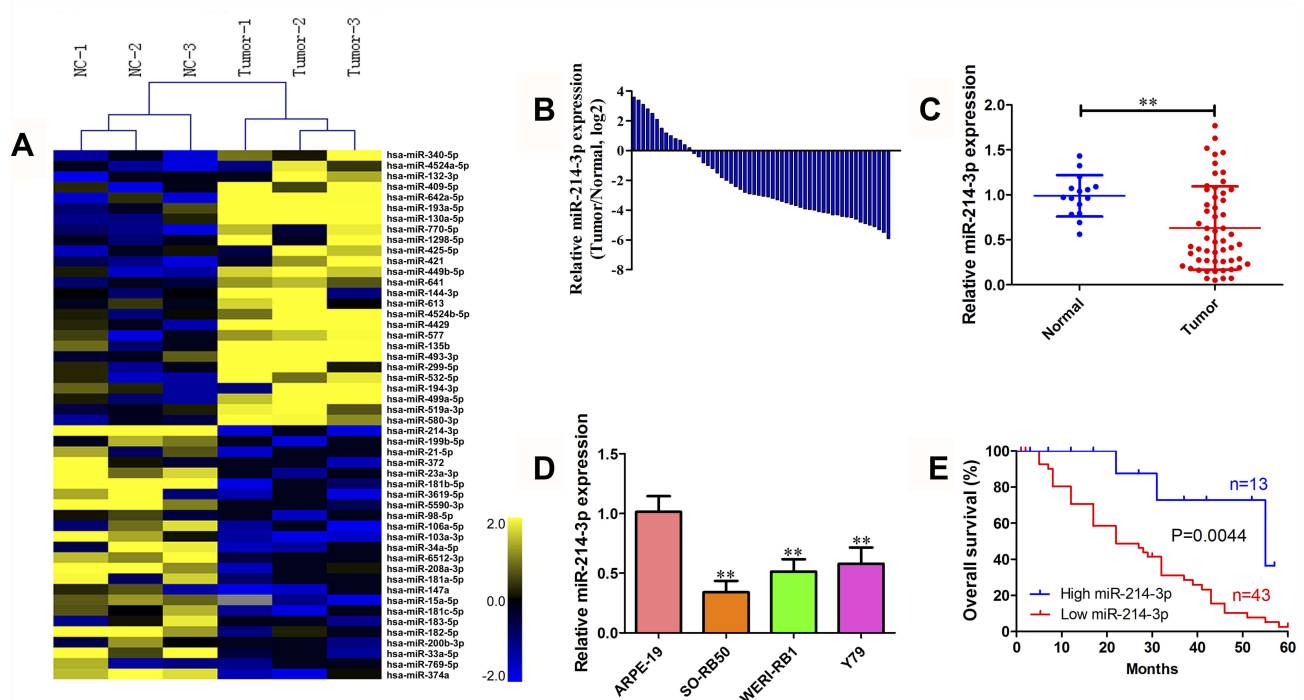 A
NC-1
NC-2
NC-3
Tumor-1
Tumor-2
Tumor-3
hsa-miR-340-5p
hsa-miR-4524a-5p
hsa-miR-132-3p
hsa-miR-409-5p
hsa-miR-642a-5p
hsa-miR-193a-5p
hsa-miR-130a-5p
hsa-miR-770-5p
hsa-miR-1298-5p
hsa-miR-425-5p
hsa-miR-421
hsa-miR-449b-5p
hsa-miR-641
hsa-miR-144-3p
hsa-miR-613
hsa-miR-4524b-5p
hsa-miR-4429
hsa-miR-577
hsa-miR-135b
hsa-miR-493-3p
hsa-miR-299-5p
hsa-miR-532-5p
hsa-miR-194-3p
hsa-miR-499a-5p
hsa-miR-519a-3p
hsa-miR-580-3p
hsa-miR-214-3p
hsa-miR-199b-5p
hsa-miR-21-5p
hsa-miR-372
hsa-miR-23a-3p
hsa-miR-181b-5p
hsa-miR-3619-5p
hsa-miR-5590-3p
hsa-miR-98-5p
hsa-miR-106a-5p
hsa-miR-103a-3p
hsa-miR-34a-5p
hsa-miR-6512-3p
hsa-miR-208a-3p
hsa-miR-181a-5p
hsa-miR-147a
hsa-miR-15a-5p
hsa-miR-181c-5p
hsa-miR-183-5p
hsa-miR-182-5p
hsa-miR-200b-3p
hsa-miR-33a-5p
hsa-miR-769-5p
hsa-miR-374a
2.0
0.0
-2.0
B
Relative miR-214-3p expression
(Tumor/Normal, log2)
4
2
0
-2
-4
-6
-8
C
Relative miR-214-3p expression
2.0
1.5
1.0
0.5
0.0
**
Normal
Tumor
D
Relative miR-214-3p expression
1.5
1.0
0.5
0.0
**
**
**
ARPE-19
SO-RB50
WERI-RB1
Y79
E
Overall survival (%)
100
80
60
40
20
0
n=13
P=0.0044
n=43
High miR-214-3p
Low miR-214-3p
0
10
20
30
40
50
60
Months